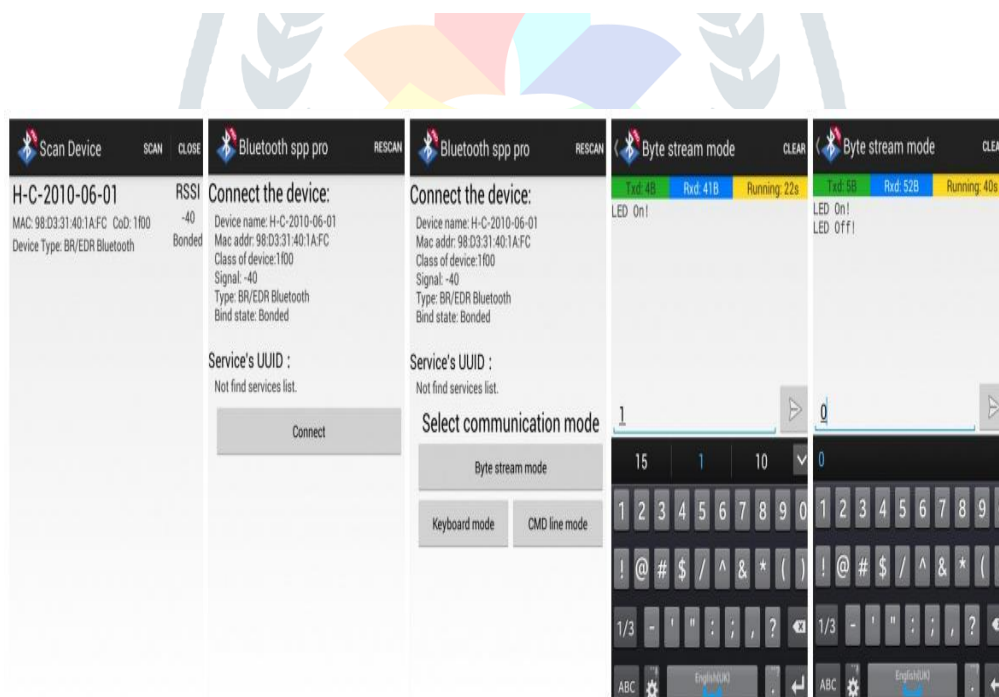 Scan Device SCAN CLOSE
H-C-2010-06-01 RSSI
MAC: 98:D3:31:40:1A:FC CoD: 1f00 -40
Device Type: BR/EDR Bluetooth Bonded
Bluetooth spp pro RESCAN
Connect the device:
Device name: H-C-2010-06-01
Mac addr: 98:D3:31:40:1A:FC
Class of device:1f00
Signal: -40
Type: BR/EDR Bluetooth
Bind state: Bonded
Service's UUID :
Not find services list.
Connect
Bluetooth spp pro RESCAN
Connect the device:
Device name: H-C-2010-06-01
Mac addr: 98:D3:31:40:1A:FC
Class of device:1f00
Signal: -40
Type: BR/EDR Bluetooth
Bind state: Bonded
Service's UUID :
Not find services list.
Select communication mode
Byte stream mode
Keyboard mode CMD line mode
Byte stream mode CLEAR
Txd: 4B Rxd: 41B Running: 22s
LED On!
1
15 1 10
1 2 3 4 5 6 7 8 9 0
! @ # $ / ^ & * ( )
1/3 - ' " : ; , ?
ABC English(UK) .
Byte stream mode CLEA
Txd: 5B Rxd: 52B Running: 40s
LED On!
LED Off!
0
0
1 2 3 4 5 6 7 8 9
! @ # $ / ^ & * (
1/3 - ' " : ; , ?
ABC English(UK) .